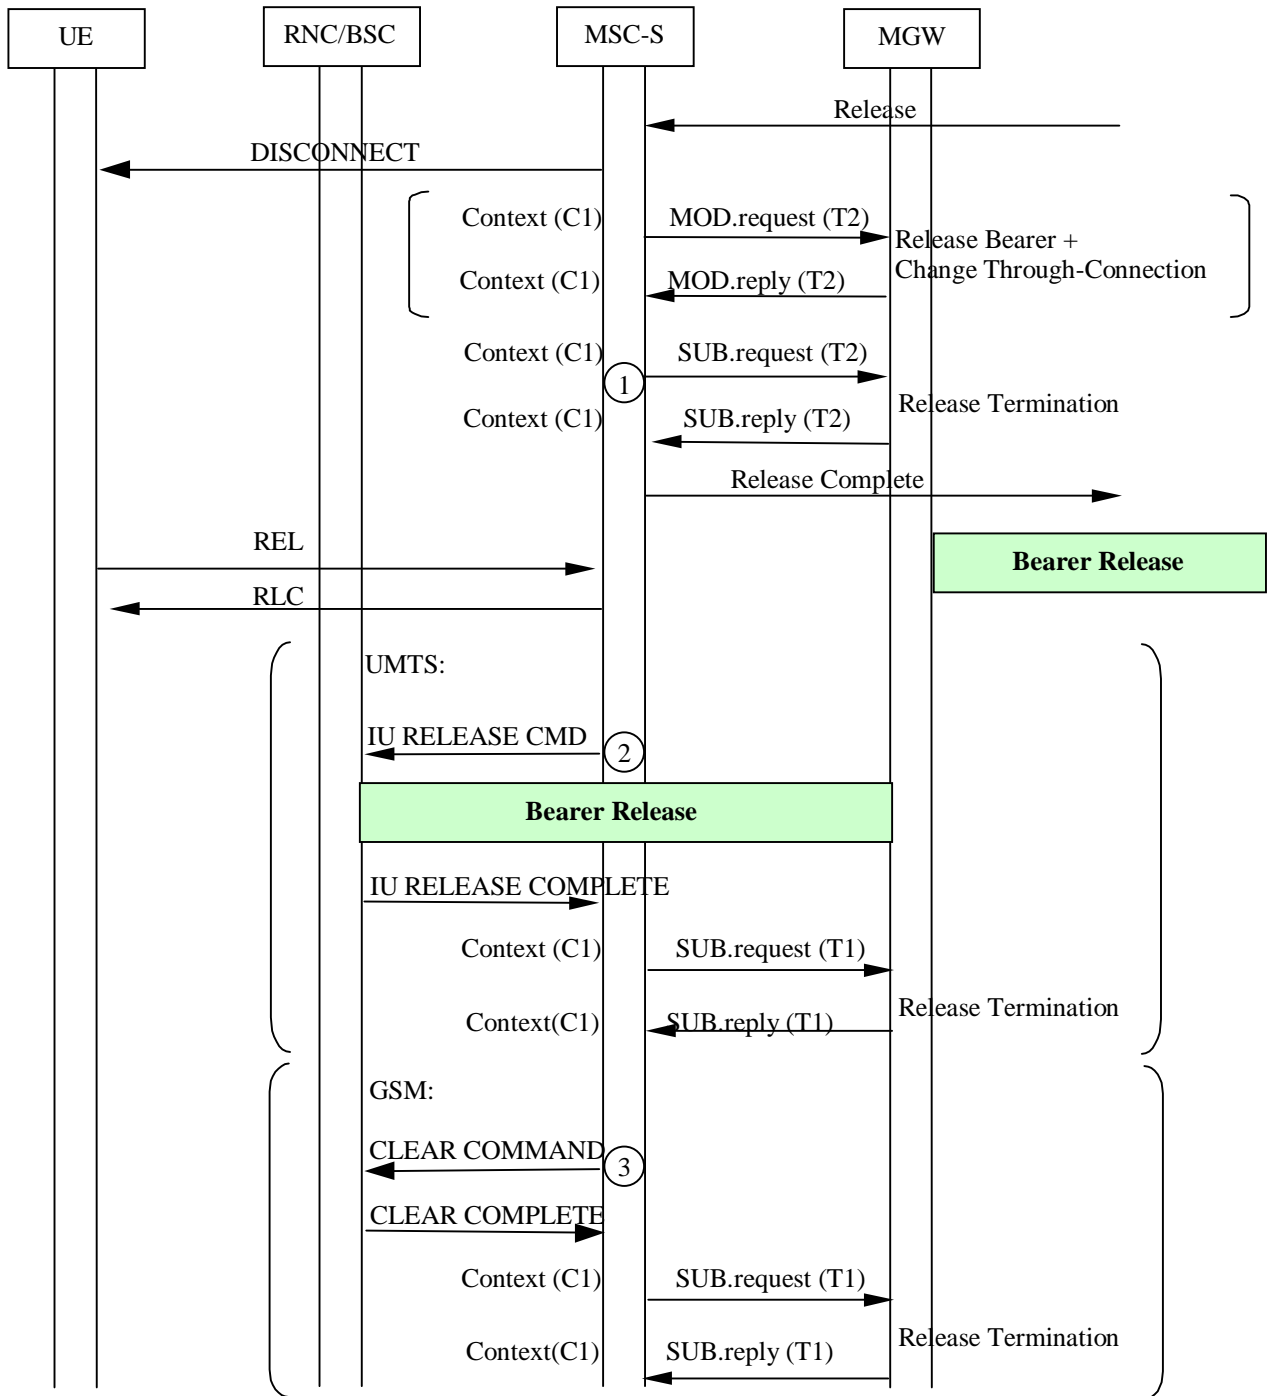 UE
RNC/BSC
MSC-S
MGW
Release
DISCONNECT
Context (C1)
MOD.request (T2)
Release Bearer +
Change Through-Connection
Context (C1)
MOD.reply (T2)
Context (C1)
SUB.request (T2)
1
Release Termination
Context (C1)
SUB.reply (T2)
Release Complete
REL
Bearer Release
RLC
UMTS:
IU RELEASE CMD
2
Bearer Release
IU RELEASE COMPLETE
Context (C1)
SUB.request (T1)
Release Termination
Context(C1)
SUB.reply (T1)
GSM:
CLEAR COMMAND
3
CLEAR COMPLETE
Context (C1)
SUB.request (T1)
Release Termination
Context(C1)
SUB.reply (T1)